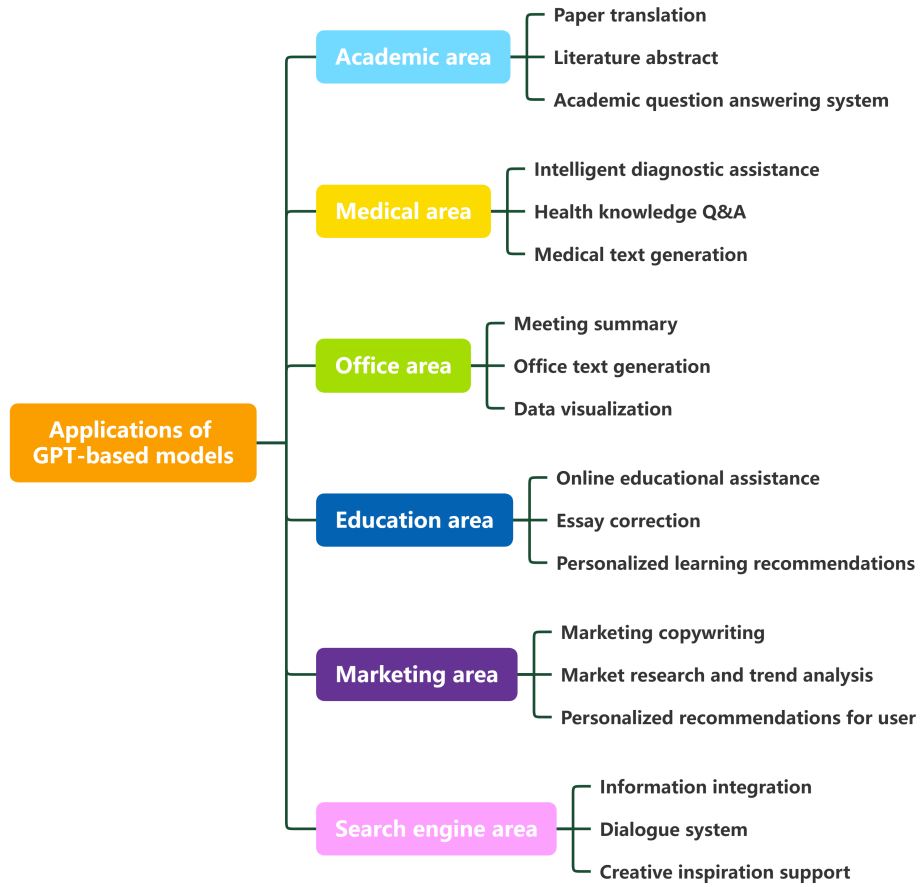 Applications of
GPT-based models
Academic area
Paper translation
Literature abstract
Academic question answering system
Medical area
Intelligent diagnostic assistance
Health knowledge Q&A
Medical text generation
Office area
Meeting summary
Office text generation
Data visualization
Education area
Online educational assistance
Essay correction
Personalized learning recommendations
Marketing area
Marketing copywriting
Market research and trend analysis
Personalized recommendations for user
Search engine area
Information integration
Dialogue system
Creative inspiration support